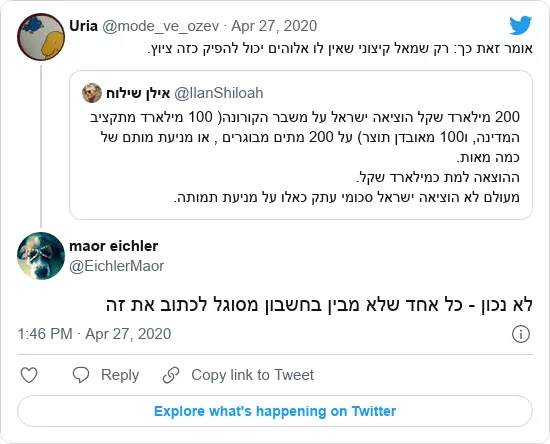 Uria @mode_ve_ozev · Apr 27, 2020
אומר זאת כך: רק שמאל קיצוני שאין לו אלוהים יכול להפיק כזה ציוץ.
אילן שילוח @IlanShiloah
200 מילארד שקל הוציאה ישראל על משבר הקורונה( 100 מילארד מתקציב
המדינה, ו100 מאובדן תוצר) על 200 מתים מבוגרים , או מניעת מותם של
כמה מאות.
ההוצאה למת כמילארד שקל.
מעולם לא הוציאה ישראל סכומי עתק כאלו על מניעת תמותה.
maor eichler
@EichlerMaor
לא נכון - כל אחד שלא מבין בחשבון מסוגל לכתוב את זה
1:46 PM · Apr 27, 2020
Reply
Copy link to Tweet
Explore what's happening on Twitter